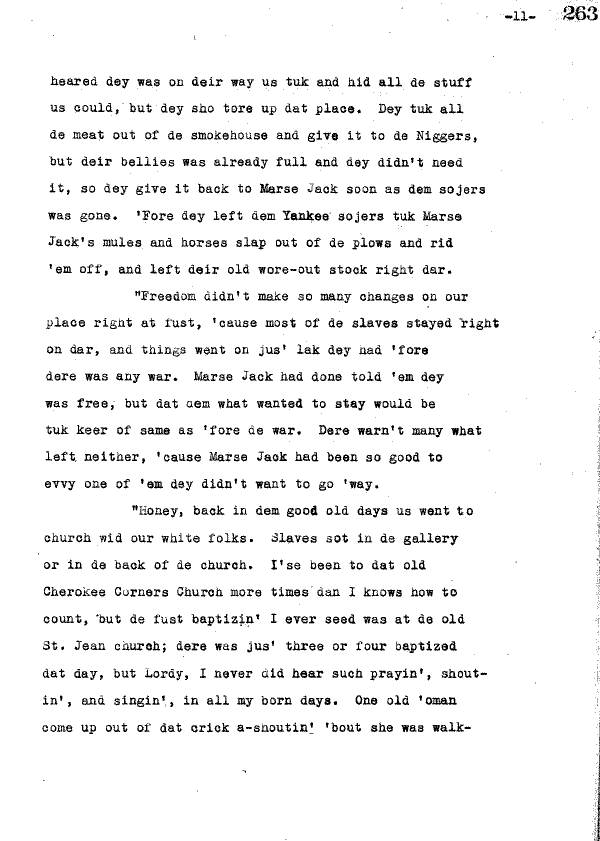 -11- 263
heared dey was on deir way us tuk and hid all de stuff
us could, but dey sho tore up dat place. Dey tuk all
de meat out of de smokehouse and give it to de Niggers,
but deir bellies was already full and dey didn't need
it, so dey give it back to Marse Jack soon as dem sojers
was gone. 'Fore dey left dem Yankee sojers tuk Marse
Jack's mules and horses slap out of de plows and rid
'em off, and left deir old wore-out stock right dar.
"Freedom didn't make so many changes on our
place right at fust, 'cause most of de slaves stayed right
on dar, and things went on jus' lak dey had 'fore
dere was any war. Marse Jack had done told 'em dey
was free, but dat dem what wanted to stay would be
tuk keer of same as 'fore de war. Dere warn't many what
left neither, 'cause Marse Jack had been so good to
evvy one of 'em dey didn't want to go 'way.
"Honey, back in dem good old days us went to
church wid our white folks. Slaves sot in de gallery
or in de back of de church. I'se been to dat old
Cherokee Corners Church more times dan I knows how to
count, but de fust baptizin' I ever seed was at de old
St. Jean church; dere was jus' three or four baptized
dat day, but Lordy, I never did hear such prayin', shout-
in', and singin', in all my born days. One old 'oman
come up out of dat crick a-shoutin' 'bout she was walk-